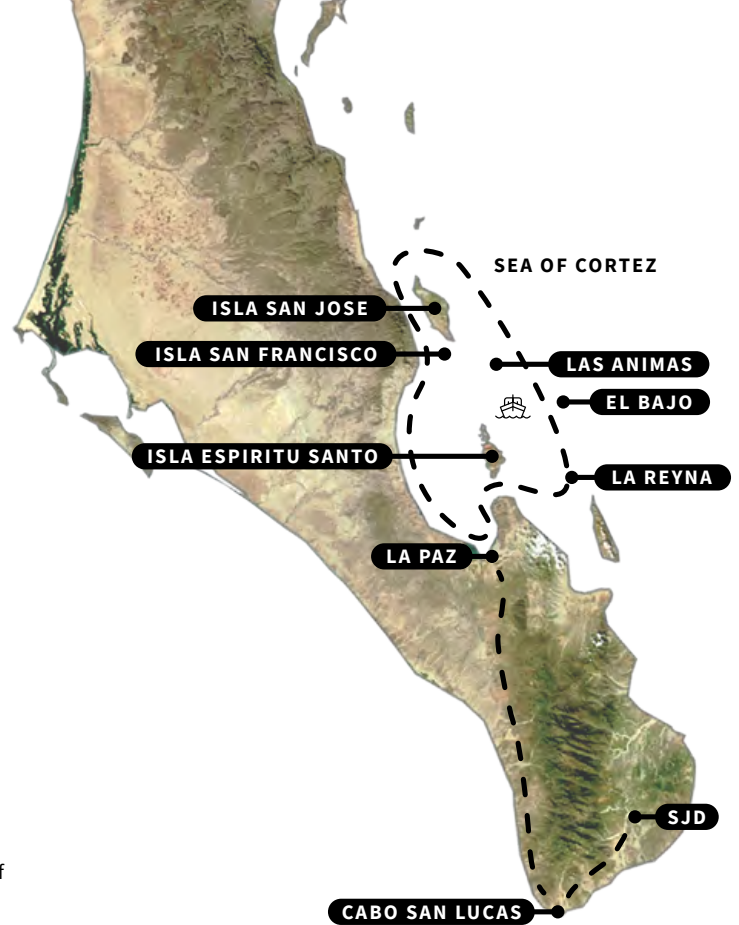 SEA OF CORTEZ
ISLA SAN JOSE
ISLA SAN FRANCISCO
LAS ANIMAS
EL BAJO
ISLA ESPIRITU SANTO
LA REYNA
LA PAZ
SJD
f
CABO SAN LUCAS